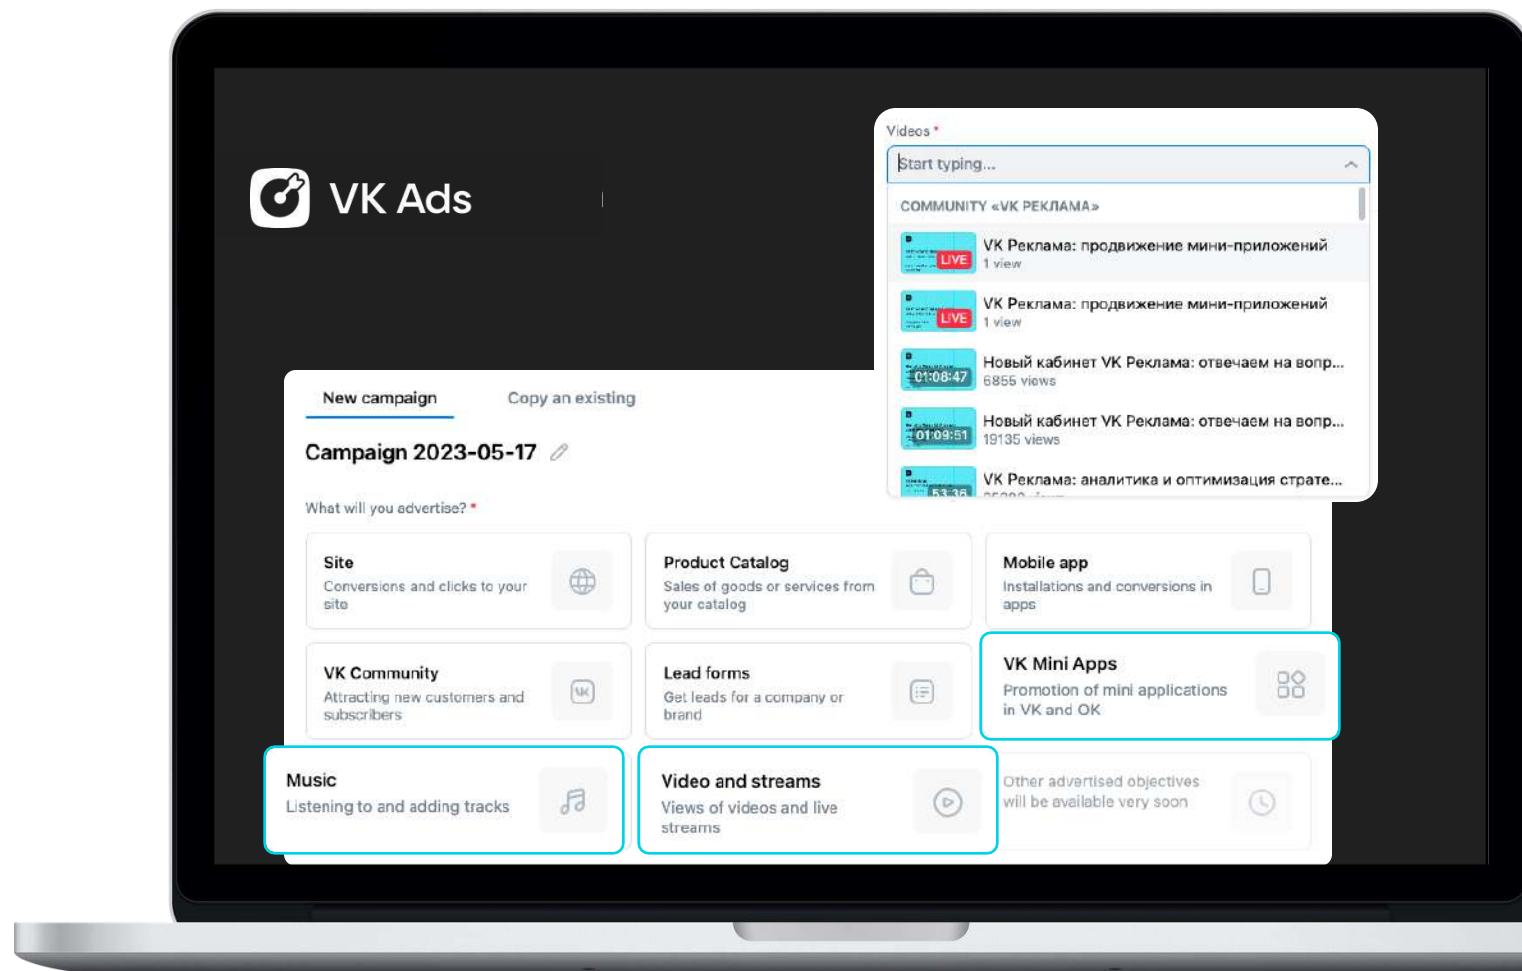 VK Ads
Videos *
Start typing...
COMMUNITY «VK РЕКЛАМА»
VK Реклама: продвижение мини-приложений
LIVE
1 view
VK Реклама: продвижение мини-приложений
LIVE
1 view
Новый кабинет VK Реклама: отвечаем на вопр...
01:08:47
6855 views
Новый кабинет VK Реклама: отвечаем на вопр...
01:09:51
19135 views
VK Реклама: аналитика и оптимизация страте...
53:36
New campaign
Copy an existing
Campaign 2023-05-17
What will you advertise? *
Site
Conversions and clicks to your
site
Product Catalog
Sales of goods or services from
your catalog
Mobile app
Installations and conversions in
apps
VK Community
Attracting new customers and
subscribers
Lead forms
Get leads for a company or
brand
VK Mini Apps
Promotion of mini applications
in VK and OK
Music
Listening to and adding tracks
Video and streams
Views of videos and live
streams
Other advertised objectives
will be available very soon